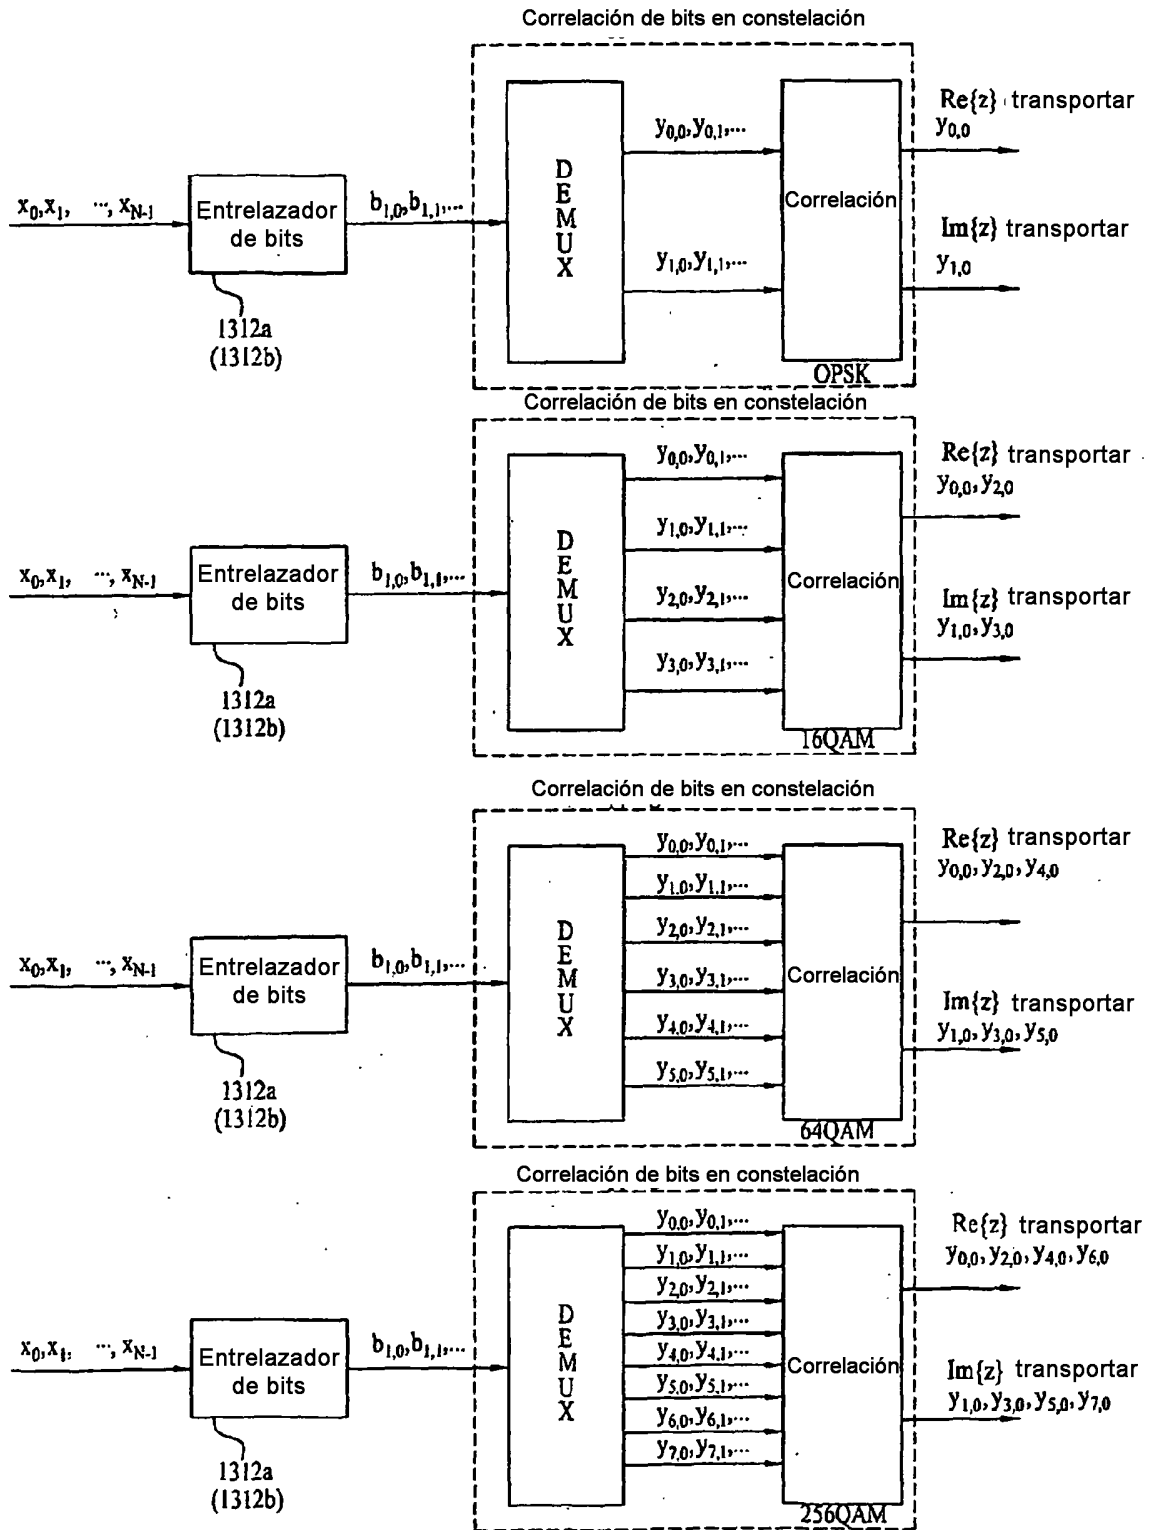 Correlación de bits en constelación
x0,x1, ···, xN-1
Entrelazador
de bits
1312a
(1312b)
b1,0,b1,1,...
DEMUX
y0,0,y0,1,...
y1,0,y1,1,...
Correlación
OPSK
Re{z} transportar
y0,0
Im{z} transportar
y1,0
Correlación de bits en constelación
x0,x1, ···, xN-1
Entrelazador
de bits
1312a
(1312b)
b1,0,b1,1,...
DEMUX
y0,0,y0,1,...
y1,0,y1,1,...
y2,0,y2,1,...
y3,0,y3,1,...
Correlación
16QAM
Re{z} transportar
y0,0,y2,0
Im{z} transportar
y1,0,y3,0
Correlación de bits en constelación
x0,x1, ···, xN-1
Entrelazador
de bits
1312a
(1312b)
b1,0,b1,1,...
DEMUX
y0,0,y0,1,...
y1,0,y1,1,...
y2,0,y2,1,...
y3,0,y3,1,...
y4,0,y4,1,...
y5,0,y5,1,...
Correlación
64QAM
Re{z} transportar
y0,0,y2,0,y4,0
Im{z} transportar
y1,0,y3,0,y5,0
Correlación de bits en constelación
x0,x1, ···, xN-1
Entrelazador
de bits
1312a
(1312b)
b1,0,b1,1,...
DEMUX
y0,0,y0,1,...
y1,0,y1,1,...
y2,0,y2,1,...
y3,0,y3,1,...
y4,0,y4,1,...
y5,0,y5,1,...
y6,0,y6,1,...
y7,0,y7,1,...
Correlación
256QAM
Re{z} transportar
y0,0,y2,0,y4,0,y6,0
Im{z} transportar
y1,0,y3,0,y5,0,y7,0